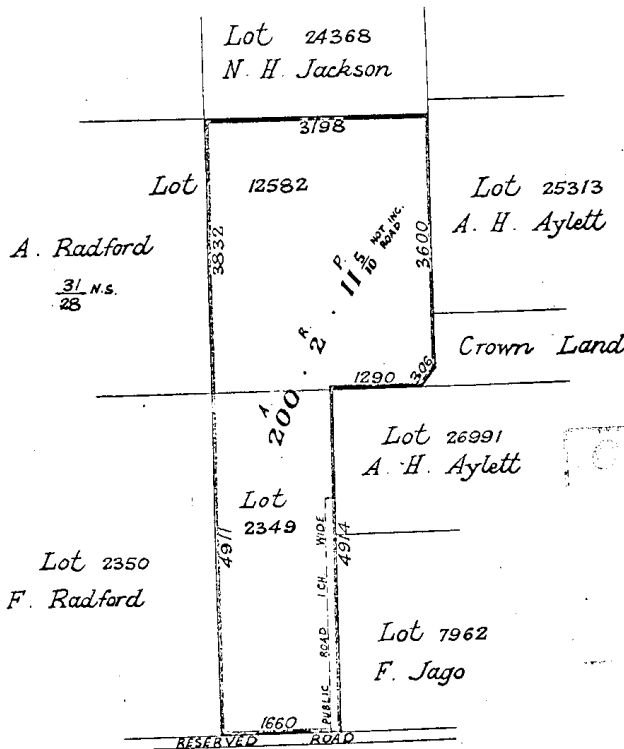 Lot 24368
N. H. Jackson
3198
Lot 12582
Lot 25313
A. H. Aylett
A. Radford
31/28 N.S.
3832
3600
A. R. P.
200 . 2 . 11 5/10 NOT INC. ROAD
Crown Land
1290
306
Lot 26991
A. H. Aylett
Lot
2349
4911
4914
PUBLIC ROAD 1 CH WIDE
Lot 2350
F. Radford
Lot 7962
F. Jago
1660
RESERVED ROAD